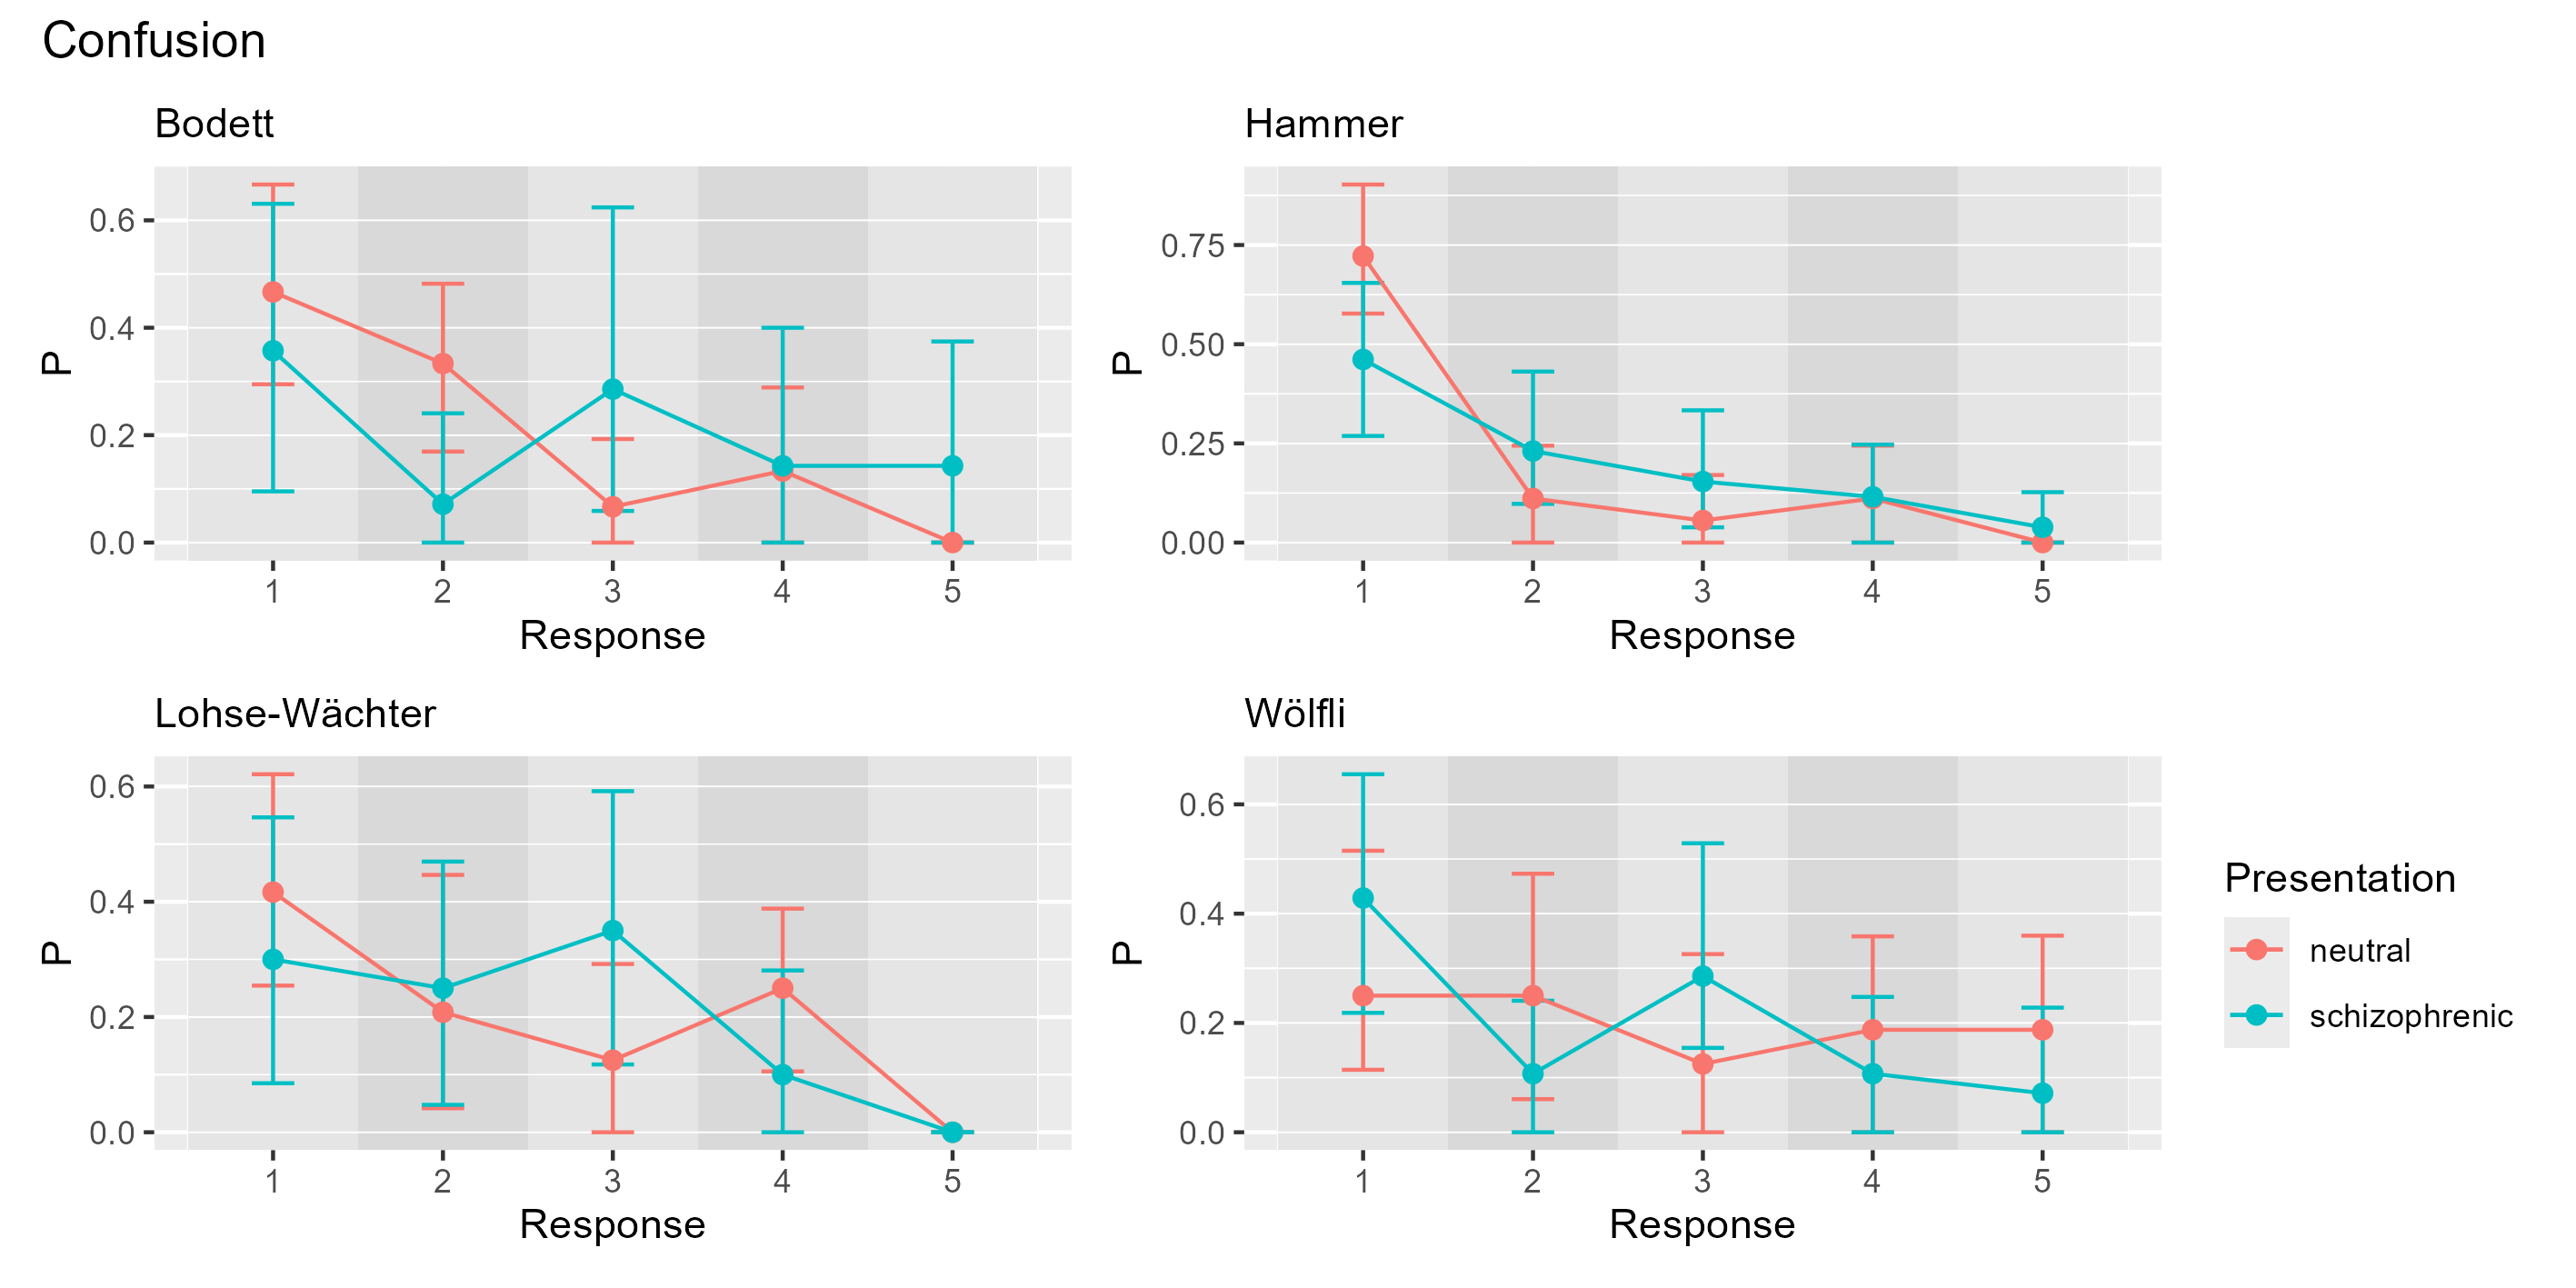 Confusion
Bodett
P
0.6
0.4
0.2
0.0
1 2 3 4 5
Response
Hammer
P
0.75
0.50
0.25
0.00
1 2 3 4 5
Response
Lohse-Wächter
P
0.6
0.4
0.2
0.0
1 2 3 4 5
Response
Wölfli
P
0.6
0.4
0.2
0.0
1 2 3 4 5
Response
Presentation
neutral
schizophrenic